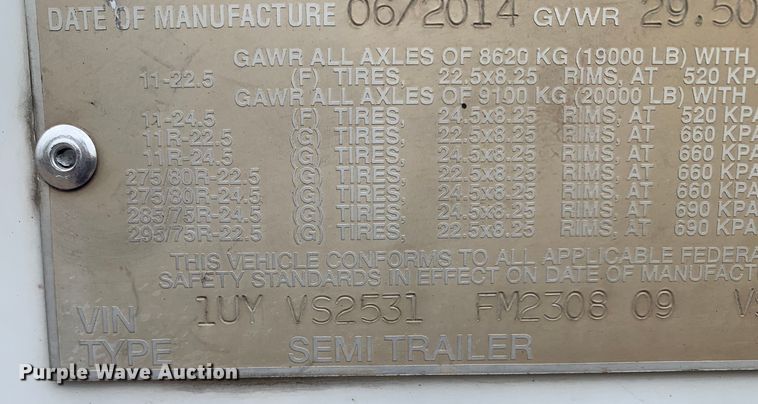 DATE OF MANUFACTURE 06/2014 GVWR 29.50
GAWR ALL AXLES OF 8620 KG (19000 LB) WITH
11-22.5 (F) TIRES, 22.5x8.25 RIMS, AT 520 KPA
GAWR ALL AXLES OF 9100 KG (20000 LB) WITH
11-24.5 (F) TIRES, 24.5x8.25 RIMS, AT 520 KPA
11R-22.5 (G) TIRES, 22.5x8.25 RIMS, AT 660 KPA
11R-24.5 (G) TIRES, 24.5x8.25 RIMS, AT 660 KPA
275/80R-22.5 (G) TIRES, 22.5x8.25 RIMS, AT 660 KPA
275/80R-24.5 (G) TIRES, 24.5x8.25 RIMS, AT 660 KPA
285/75R-24.5 (G) TIRES, 24.5x8.25 RIMS, AT 690 KPA
295/75R-22.5 (G) TIRES, 22.5x8.25 RIMS, AT 690 KPA
THIS VEHICLE CONFORMS TO ALL APPLICABLE FEDERA
SAFETY STANDARDS IN EFFECT ON DATE OF MANUFACT
VIN 1UY VS2531 FM2308 09 VS
TYPE SEMI TRAILER
Purple Wave Auction